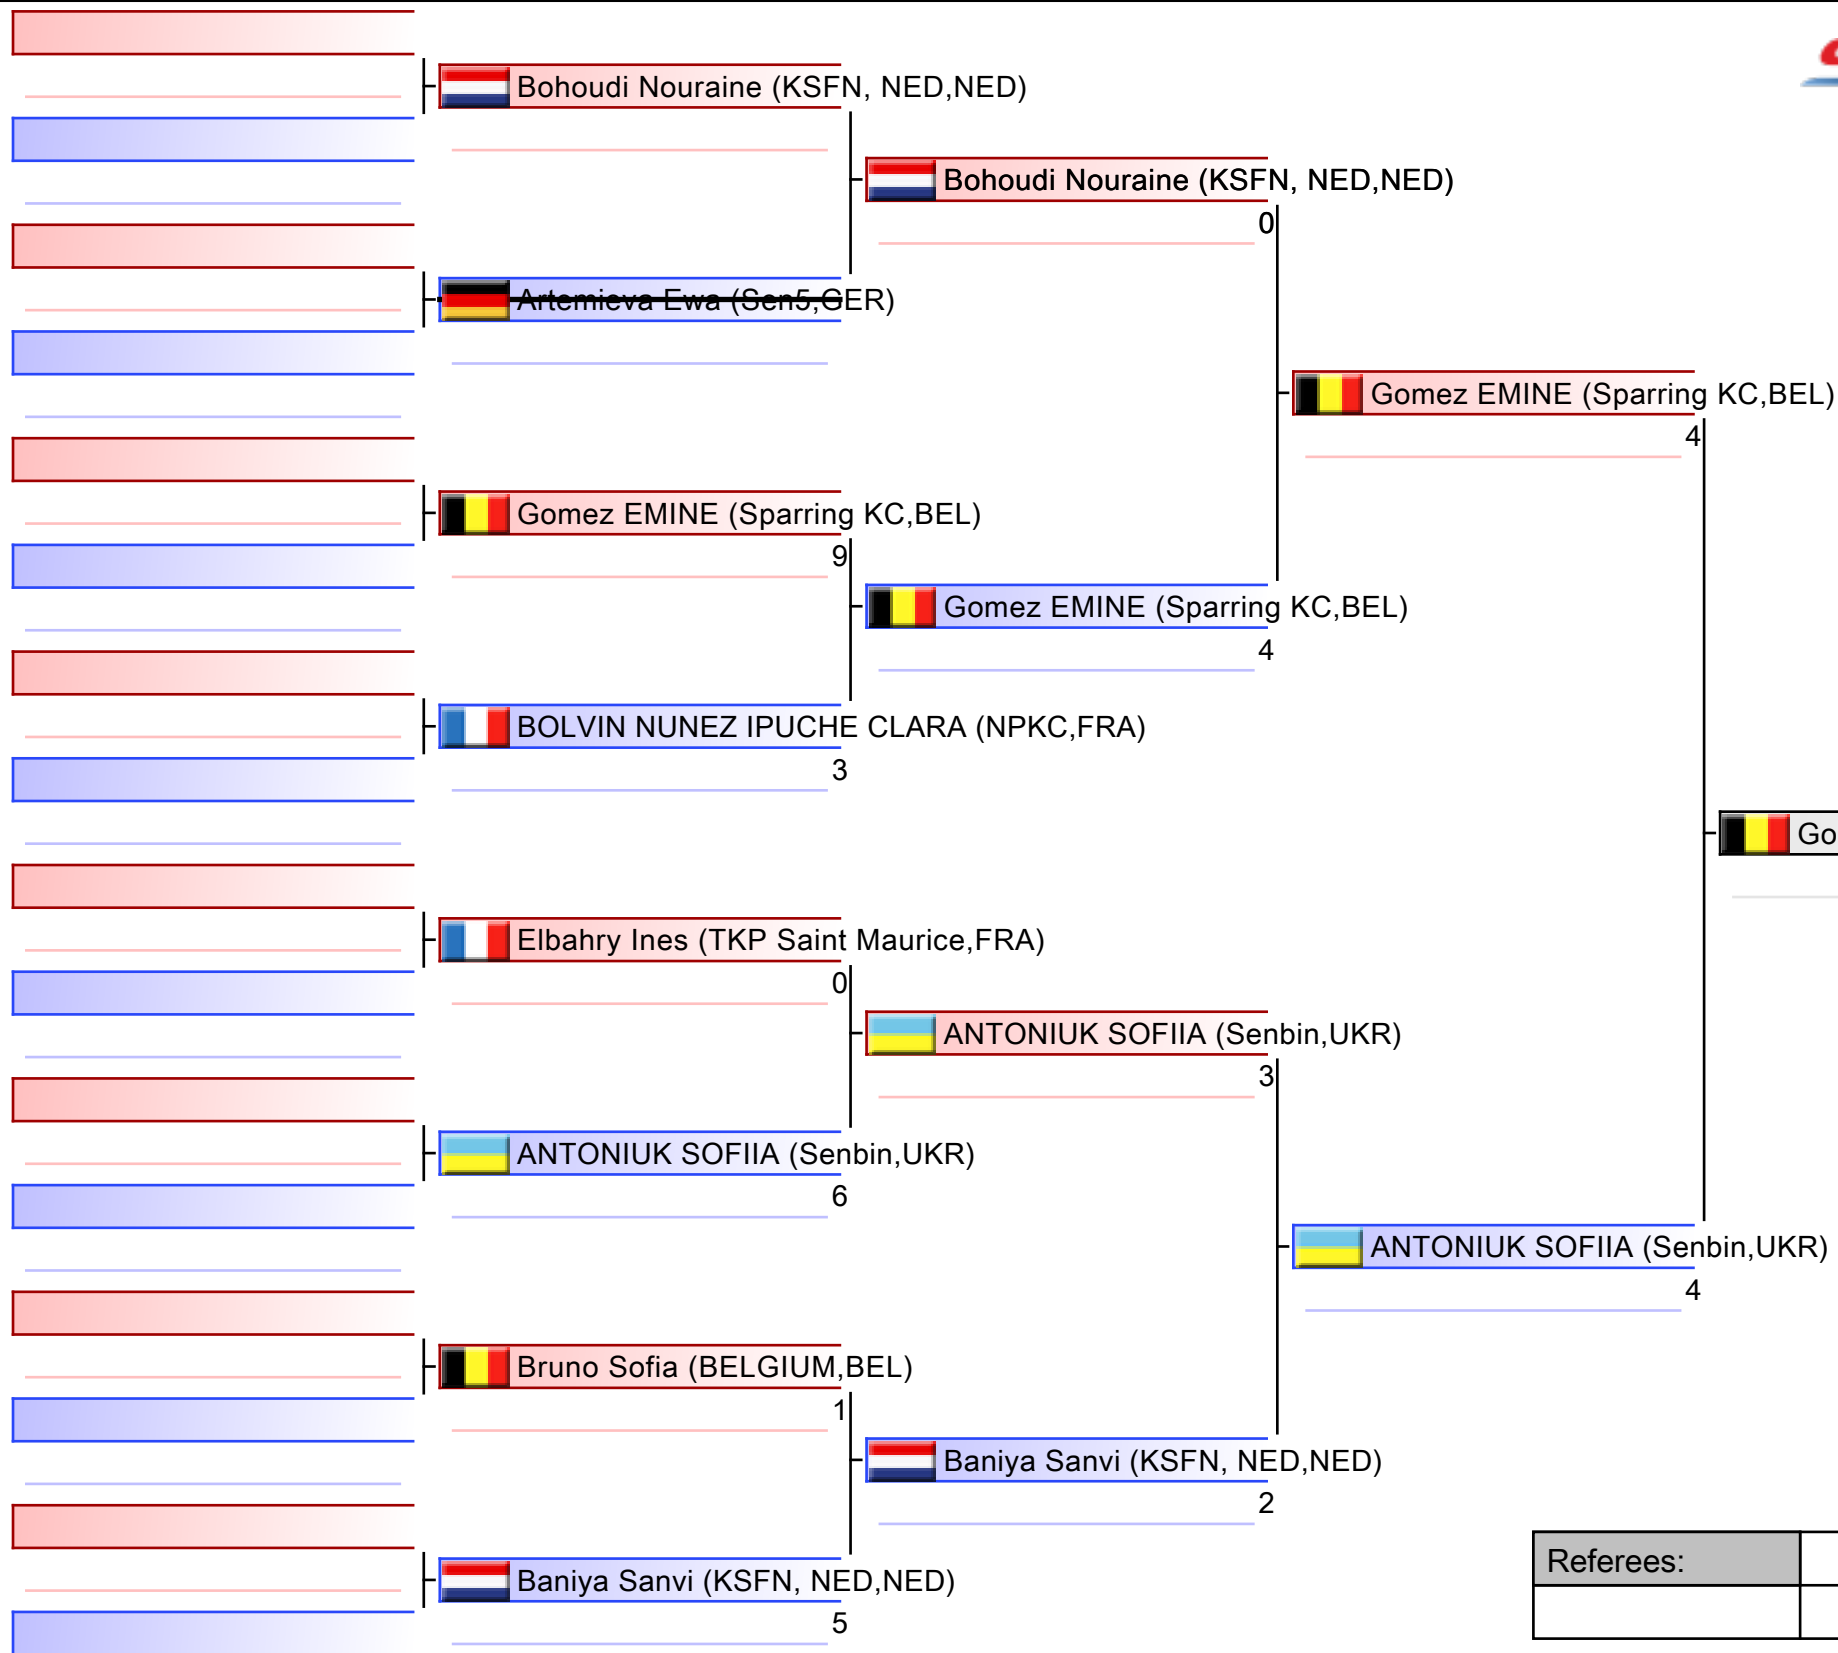 Bohoudi Nouraine (KSFN, NED,NED)
Bohoudi Nouraine (KSFN, NED,NED)
0
Artemieva Ewa (Sen5,GER)
Gomez EMINE (Sparring KC,BEL)
4
Gomez EMINE (Sparring KC,BEL)
9
Gomez EMINE (Sparring KC,BEL)
4
BOLVIN NUNEZ IPUCHE CLARA (NPKC,FRA)
3
Go
Elbahry Ines (TKP Saint Maurice,FRA)
0
ANTONIUK SOFIIA (Senbin,UKR)
3
ANTONIUK SOFIIA (Senbin,UKR)
6
ANTONIUK SOFIIA (Senbin,UKR)
4
Bruno Sofia (BELGIUM,BEL)
1
Baniya Sanvi (KSFN, NED,NED)
2
Referees:
Baniya Sanvi (KSFN, NED,NED)
5